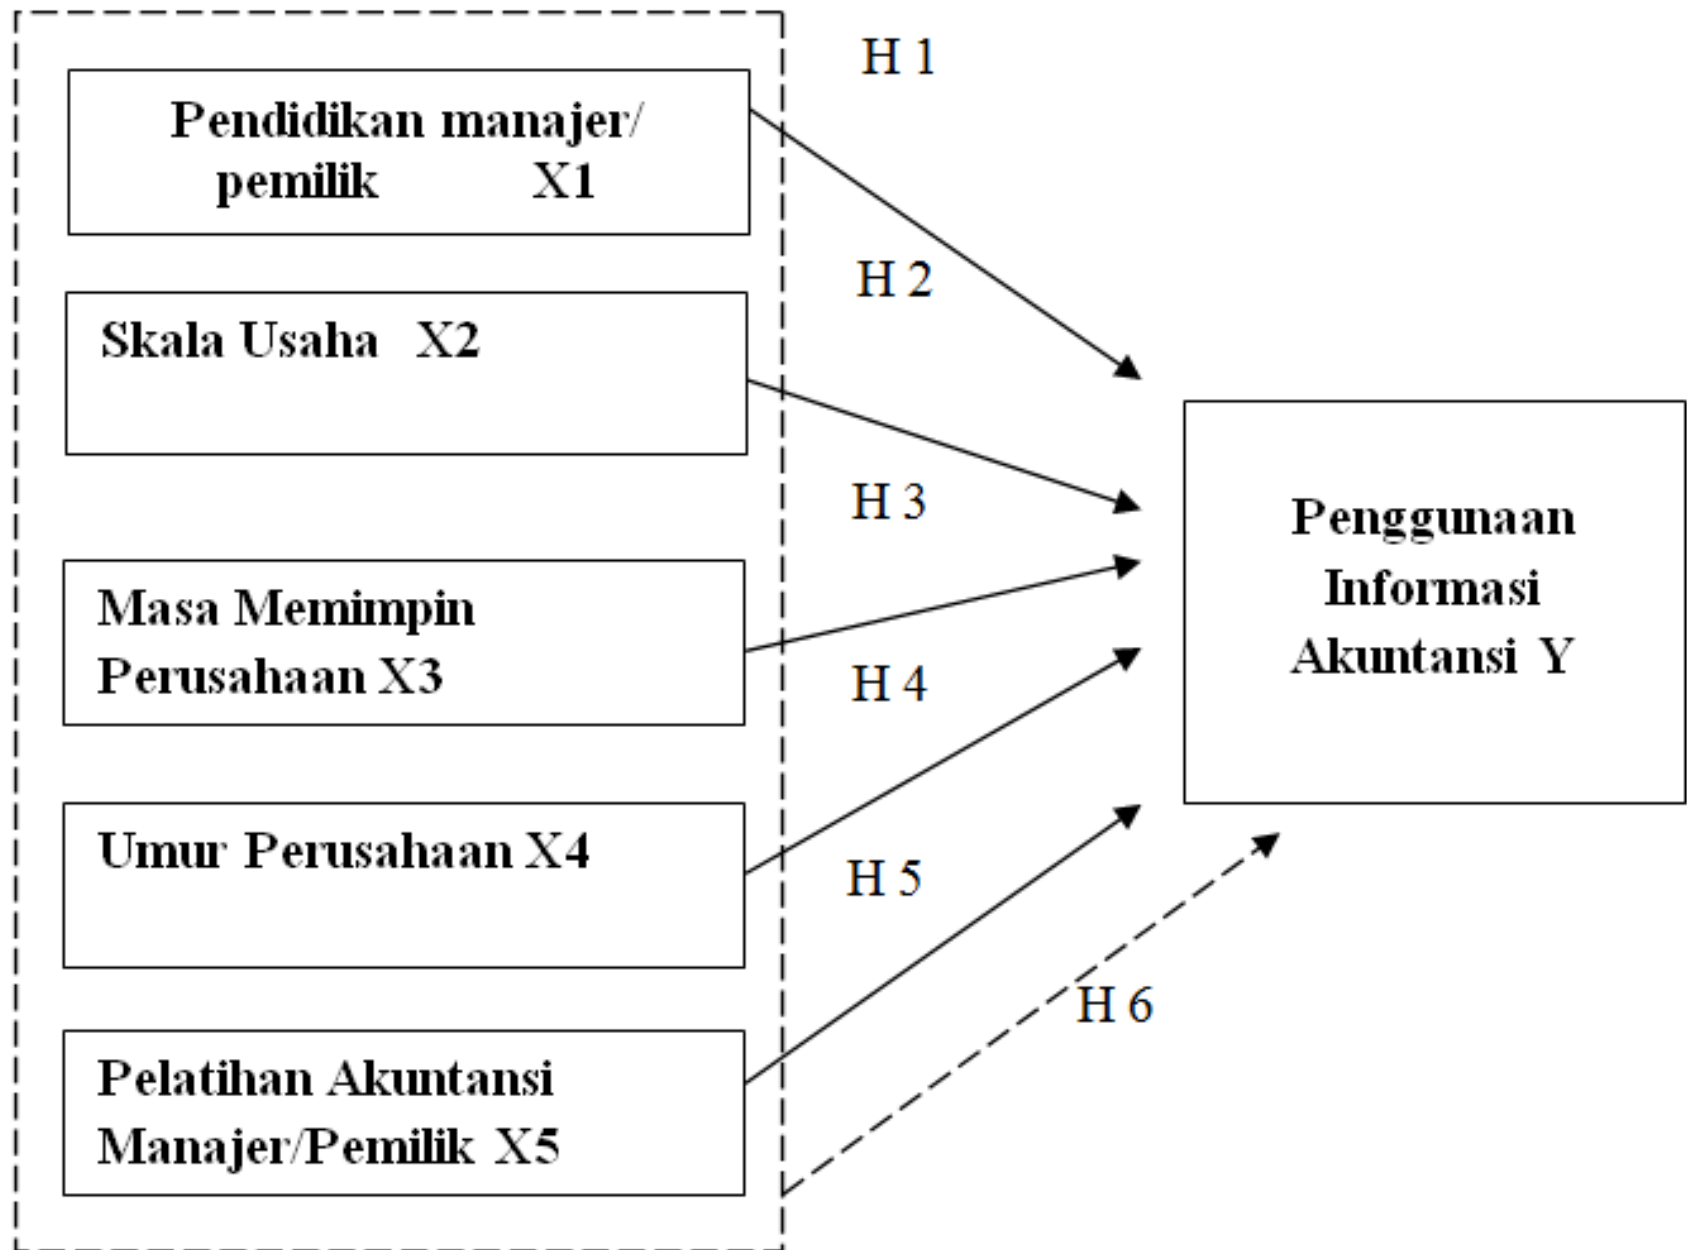 H 1
Pendidikan manajer/
pemilik X1
H 2
Skala Usaha X2
H 3
Masa Memimpin
Perusahaan X3
H 4
Umur Perusahaan X4
H 5
Pelatihan Akuntansi
Manajer/Pemilik X5
H 6
Penggunaan
Informasi
Akuntansi Y